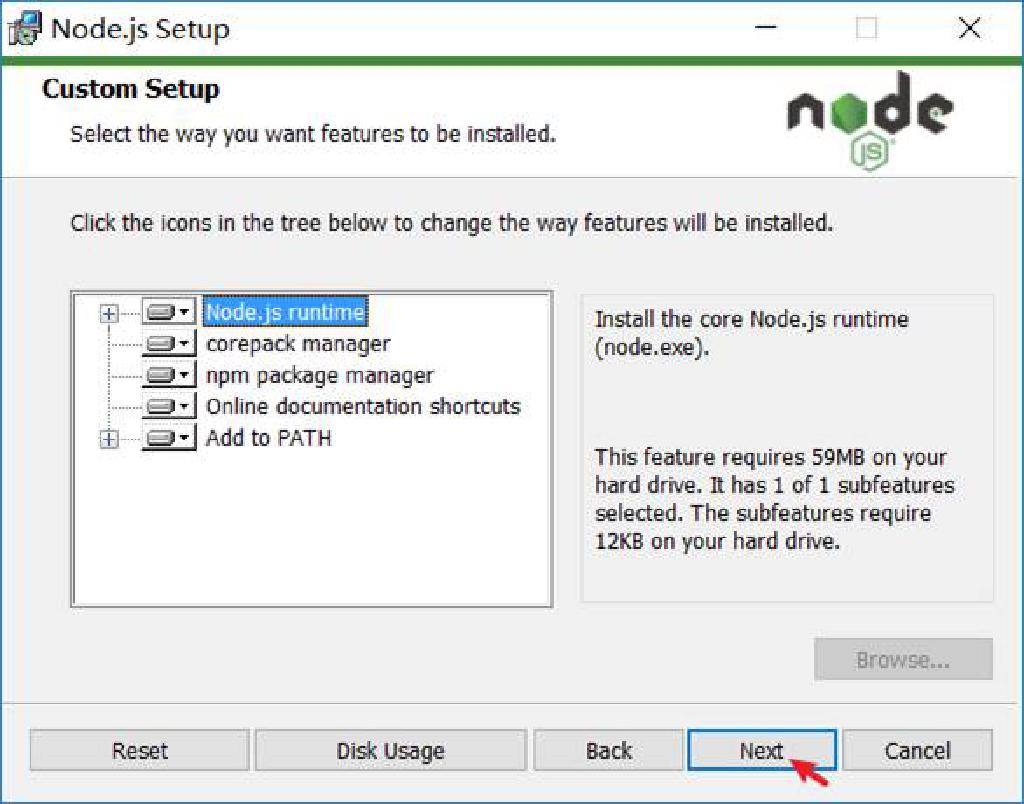 Node.js Setup
Custom Setup
Select the way you want features to be installed.
node
JS
Click the icons in the tree below to change the way features will be installed.
Node.js runtime
corepack manager
npm package manager
Online documentation shortcuts
Add to PATH
Install the core Node.js runtime
(node.exe).
This feature requires 59MB on your
hard drive. It has 1 of 1 subfeatures
selected. The subfeatures require
12KB on your hard drive.
Browse...
Reset
Disk Usage
Back
Next
Cancel